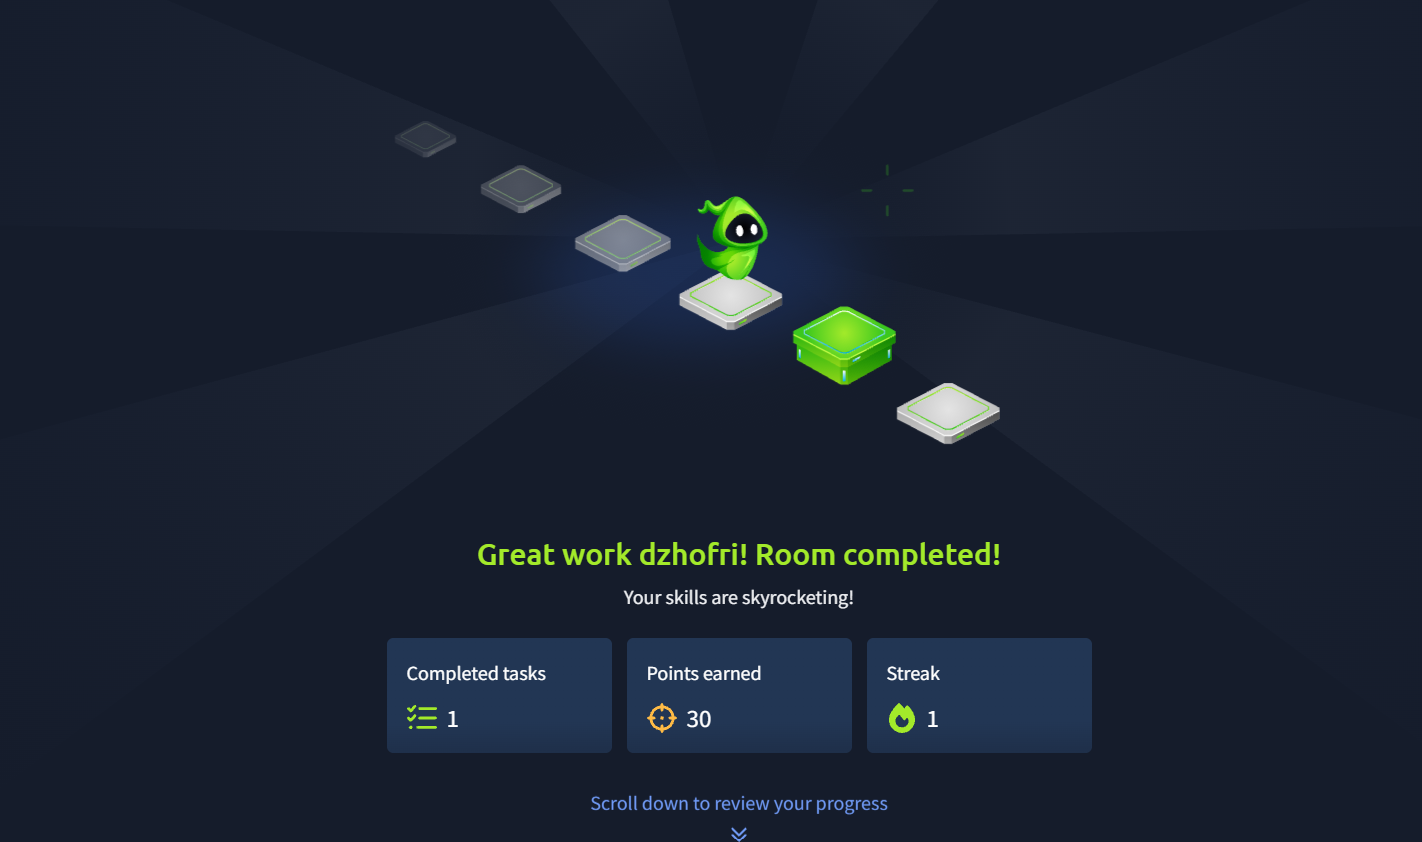 Great work dzhofri! Room completed!
Your skills are skyrocketing!
Completed tasks
1
Points earned
30
Streak
1
Scroll down to review your progress